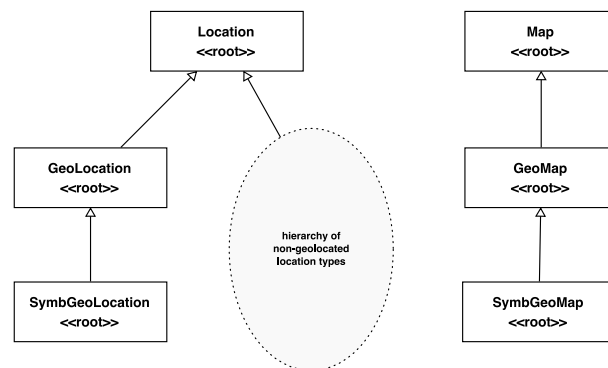 Location
<<root>>
Map
<<root>>
GeoLocation
<<root>>
GeoMap
<<root>>
hierarchy of
non-geolocated
location types
SymbGeoLocation
<<root>>
SymbGeoMap
<<root>>